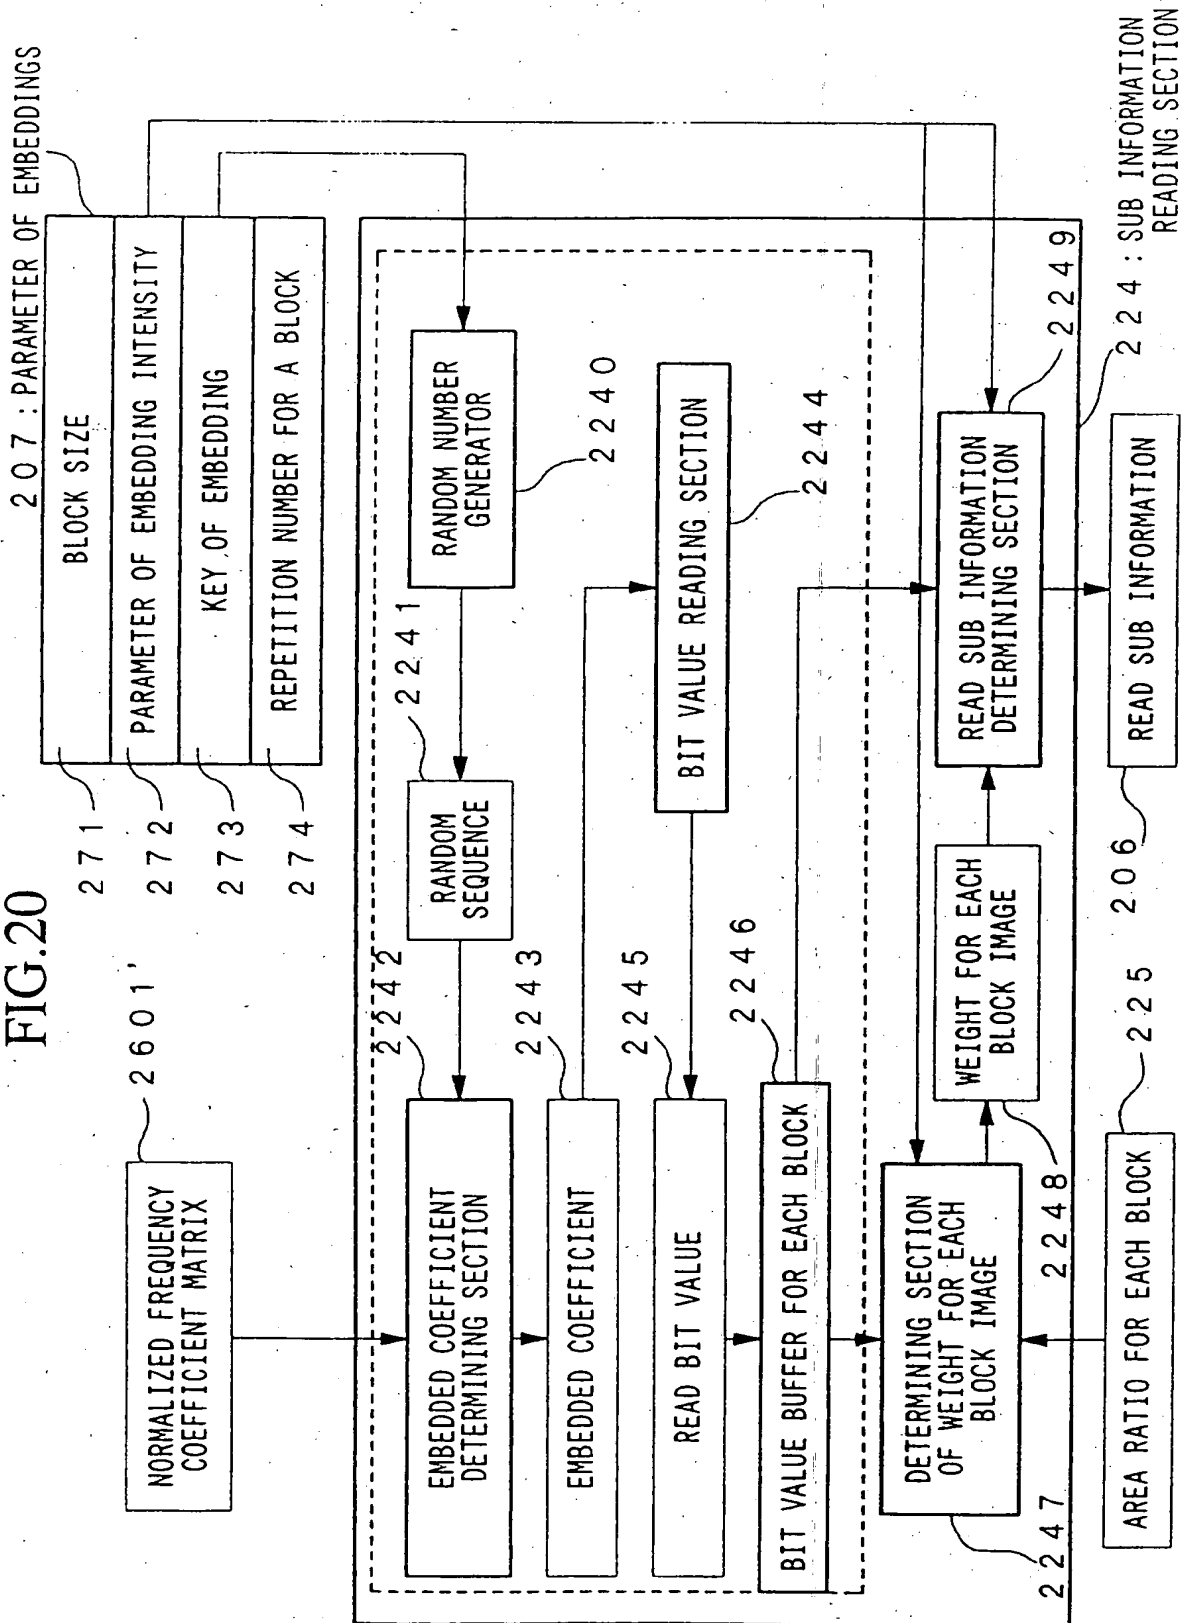 FIG.20
207 : PARAMETER OF EMBEDDINGS
BLOCK SIZE
271
PARAMETER OF EMBEDDING INTENSITY
272
KEY OF EMBEDDING
273
REPETITION NUMBER FOR A BLOCK
274
NORMALIZED FREQUENCY
COEFFICIENT MATRIX
2601'
EMBEDDED COEFFICIENT
DETERMINING SECTION
2242
RANDOM
SEQUENCE
2241
RANDOM NUMBER
GENERATOR
2240
EMBEDDED COEFFICIENT
2243
BIT VALUE READING SECTION
2244
READ BIT VALUE
2245
BIT VALUE BUFFER FOR EACH BLOCK
2246
DETERMINING SECTION
OF WEIGHT FOR EACH
BLOCK IMAGE
2247
WEIGHT FOR EACH
BLOCK IMAGE
2248
READ SUB INFORMATION
DETERMINING SECTION
2249
224 : SUB INFORMATION
READING SECTION
AREA RATIO FOR EACH BLOCK
225
READ SUB INFORMATION
206